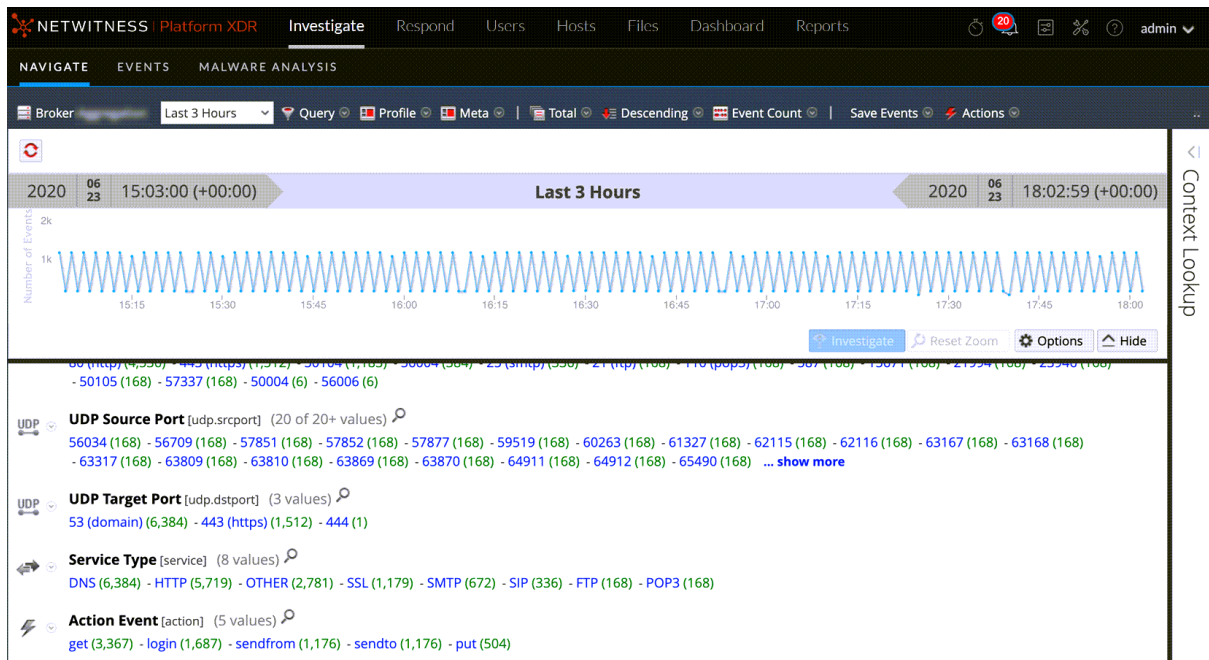 NETWITNESS Platform XDR Investigate Respond Users Hosts Files Dashboard Reports 20 admin
NAVIGATE EVENTS MALWARE ANALYSIS
Broker Last 3 Hours Query Profile Meta | Total Descending Event Count | Save Events Actions
2020 06 23 15:03:00 (+00:00) Last 3 Hours 2020 06 23 18:02:59 (+00:00)
Context Lookup
Number of Events
2k
1k
15:15 15:30 15:45 16:00 16:15 16:30 16:45 17:00 17:15 17:30 17:45 18:00
Investigate Reset Zoom Options Hide
- 50105 (168) - 57337 (168) - 50004 (6) - 56006 (6)
UDP UDP Source Port [udp.srcport] (20 of 20+ values)
56034 (168) - 56709 (168) - 57851 (168) - 57852 (168) - 57877 (168) - 59519 (168) - 60263 (168) - 61327 (168) - 62115 (168) - 62116 (168) - 63167 (168) - 63168 (168)
- 63317 (168) - 63809 (168) - 63810 (168) - 63869 (168) - 63870 (168) - 64911 (336) - 64912 (168) - 65490 (168) ... show more
UDP UDP Target Port [udp.dstport] (3 values)
53 (domain) (6,384) - 443 (https) (1,512) - 444 (1)
Service Type [service] (8 values)
DNS (6,384) - HTTP (5,719) - OTHER (2,781) - SSL (1,179) - SMTP (672) - SIP (336) - FTP (168) - POP3 (168)
Action Event [action] (5 values)
get (3,367) - login (1,687) - sendfrom (1,176) - sendto (1,176) - put (504)